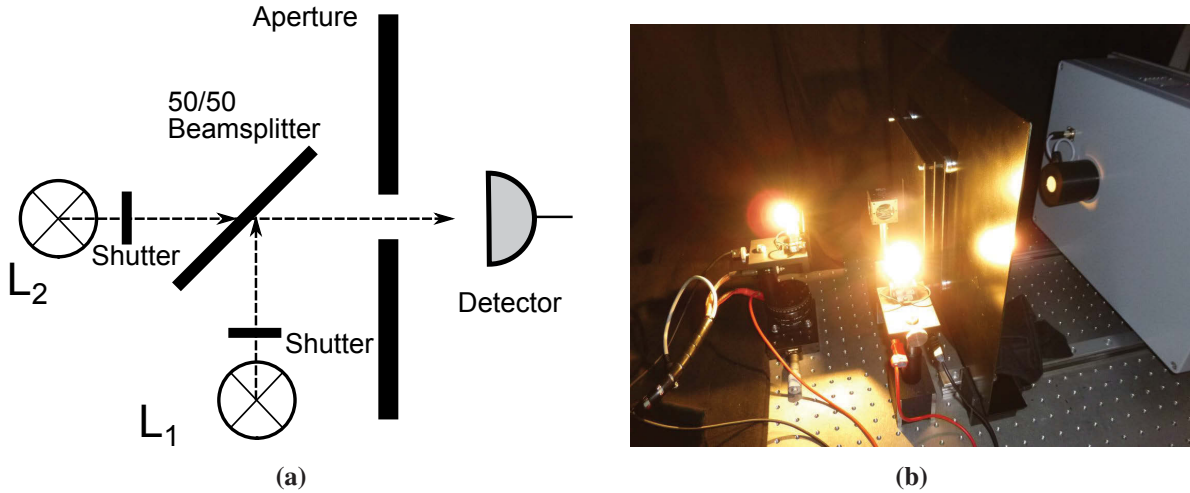 Aperture
50/50
Beamsplitter
Shutter
L2
Shutter
Detector
L1
(a)
(b)